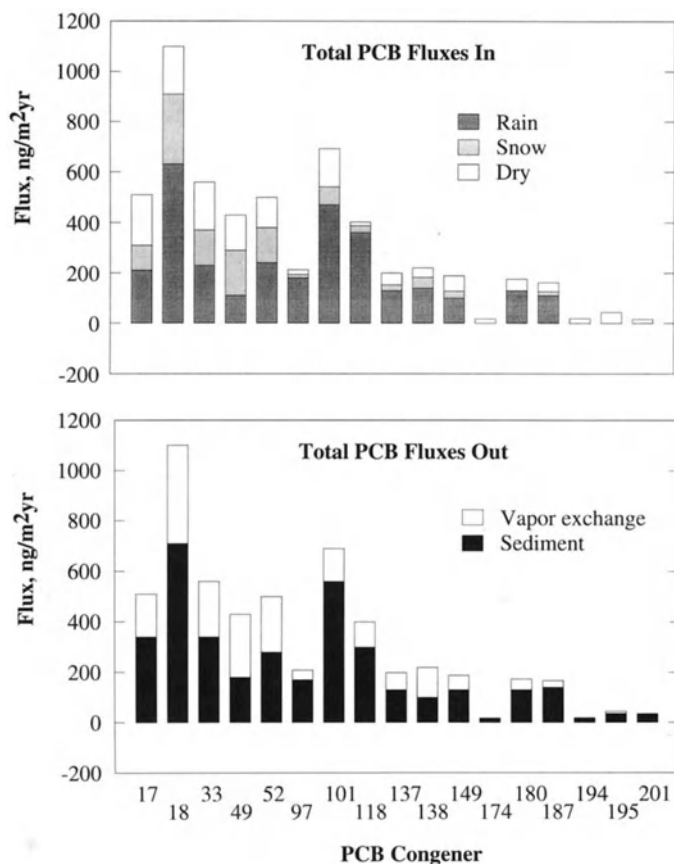 1200
Total PCB Fluxes In
1000
Rain
800
Snow
Dry
600
400
200
0
-200
Flux, ng/m2yr
1200
Total PCB Fluxes Out
1000
Vapor exchange
800
Sediment
600
400
200
0
-200
Flux, ng/m2yr
17 33 52 101 137 149 180 194 201
18 49 97 118 138 174 187 195
PCB Congener